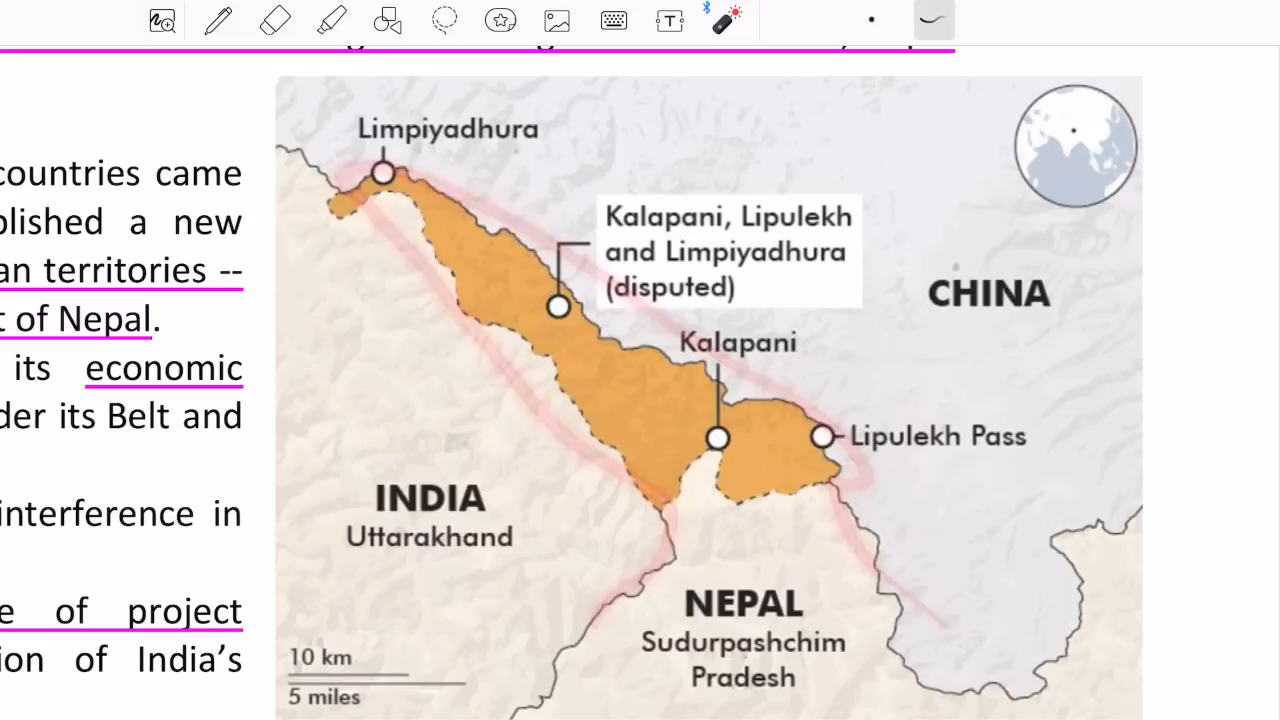 countries came
blished a new
an territories --
t of Nepal.
its economic
der its Belt and
interference in
e of project
ion of India's
Limpiyadhura
Kalapani, Lipulekh
and Limpiyadhura
(disputed)
CHINA
Kalapani
Lipulekh Pass
INDIA
Uttarakhand
NEPAL
Sudurpashchim
Pradesh
10 km
5 miles